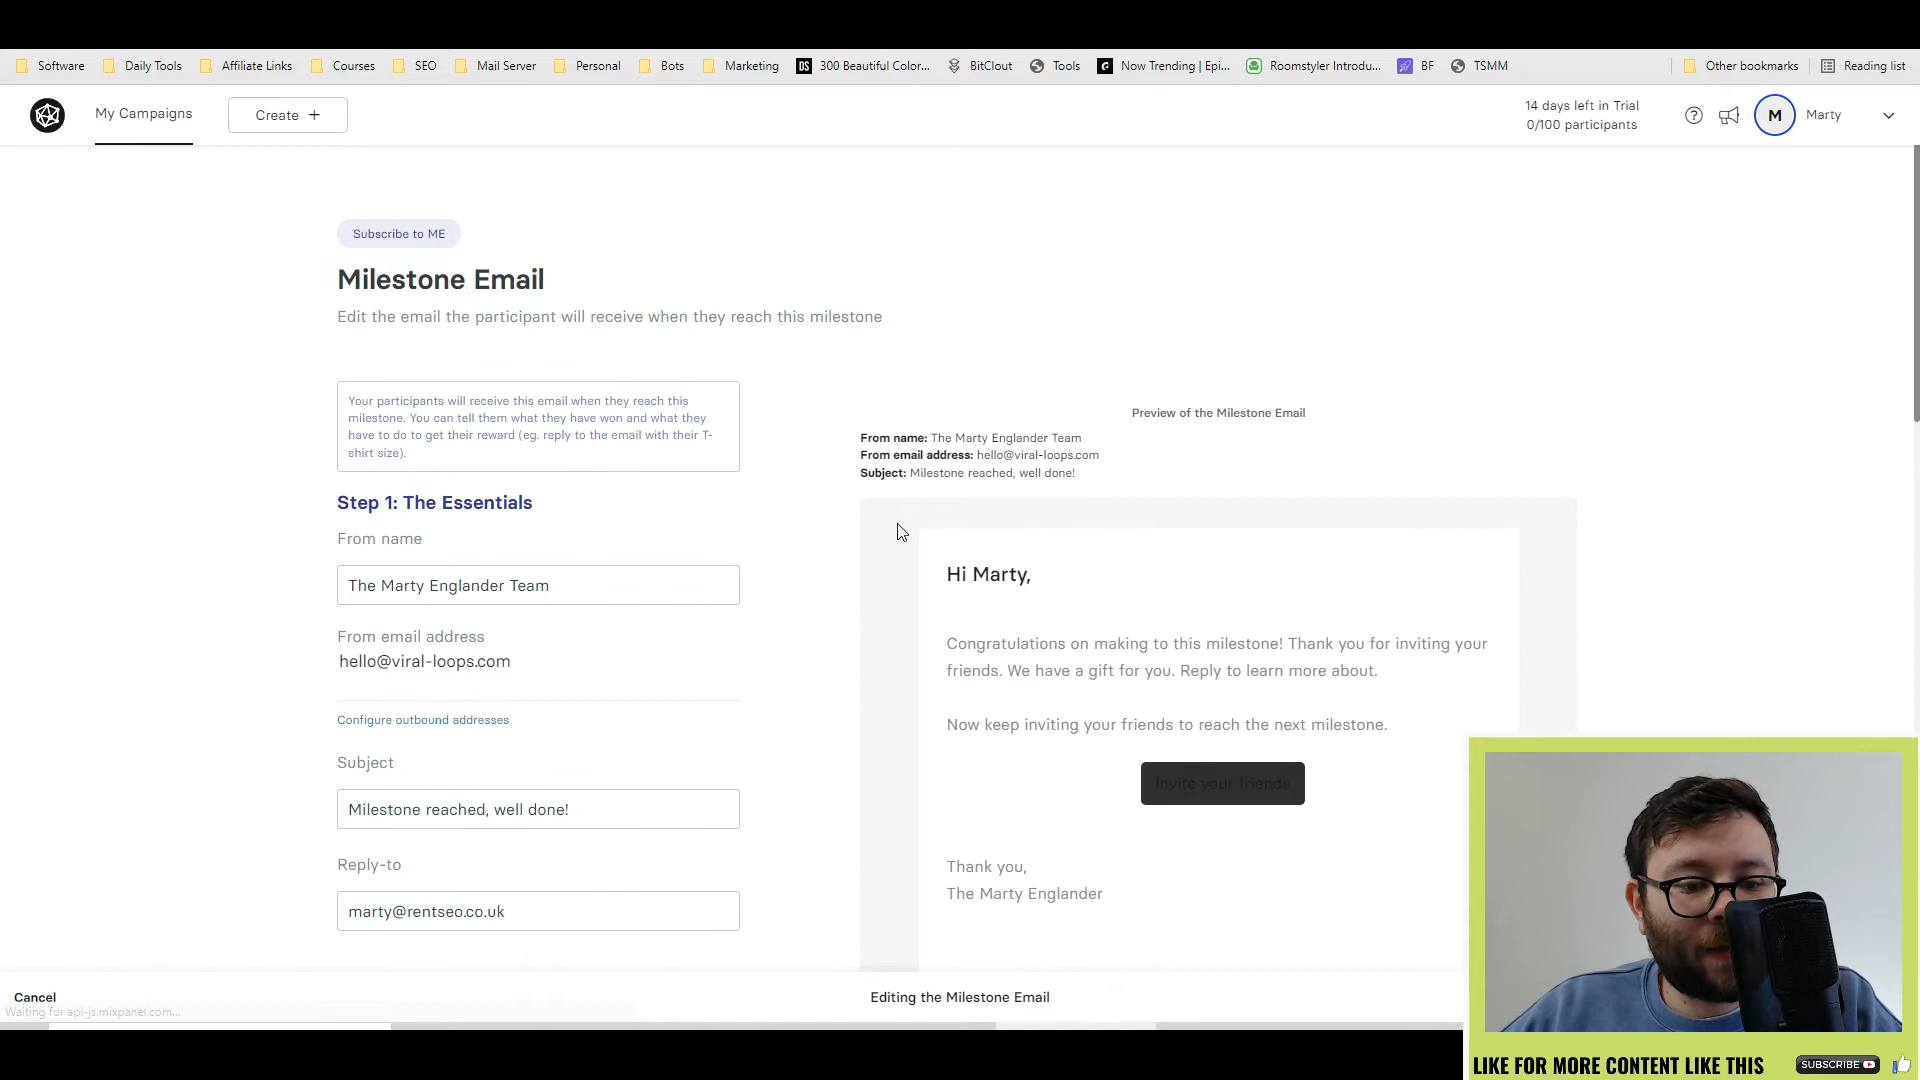 Software
Daily Tools
Affiliate Links
Courses
SEO
Mail Server
Personal
Bots
Marketing
DS 300 Beautiful Color...
BitClout
Tools
Now Trending | Epi...
Roomstyler Introdu...
BF
TSMM
Other bookmarks
Reading list
My Campaigns
Create +
14 days left in Trial
0/100 participants
?
M
Marty
Subscribe to ME
Milestone Email
Edit the email the participant will receive when they reach this milestone
Your participants will receive this email when they reach this
milestone. You can tell them what they have won and what they
have to do to get their reward (eg. reply to the email with their T-
shirt size).
Step 1: The Essentials
From name
The Marty Englander Team
From email address
hello@viral-loops.com
Configure outbound addresses
Subject
Milestone reached, well done!
Reply-to
marty@rentseo.co.uk
Preview of the Milestone Email
From name: The Marty Englander Team
From email address: hello@viral-loops.com
Subject: Milestone reached, well done!
Hi Marty,
Congratulations on making to this milestone! Thank you for inviting your
friends. We have a gift for you. Reply to learn more about.
Now keep inviting your friends to reach the next milestone.
Invite your friends
Thank you,
The Marty Englander
Cancel
Editing the Milestone Email
Waiting for api-js.mixpanel.com...
LIKE FOR MORE CONTENT LIKE THIS
SUBSCRIBE